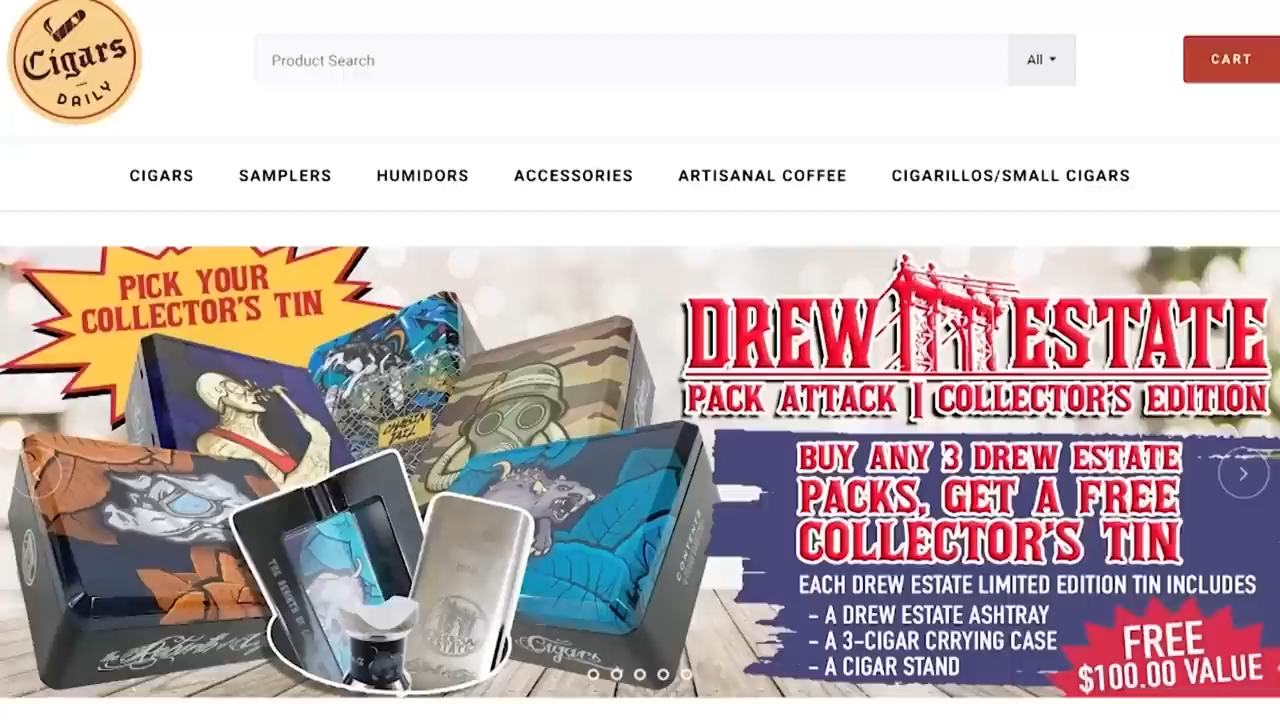 Cigars
DAILY
Product Search
All
CART
CIGARS
SAMPLERS
HUMIDORS
ACCESSORIES
ARTISANAL COFFEE
CIGARILLOS/SMALL CIGARS
PICK YOUR
COLLECTOR'S TIN
DREW ESTATE
PACK ATTACK | COLLECTOR'S EDITION
BUY ANY 3 DREW ESTATE
PACKS, GET A FREE
COLLECTOR'S TIN
EACH DREW ESTATE LIMITED EDITION TIN INCLUDES
- A DREW ESTATE ASHTRAY
- A 3-CIGAR CRRYING CASE
- A CIGAR STAND
FREE
$100.00 VALUE
Cigars